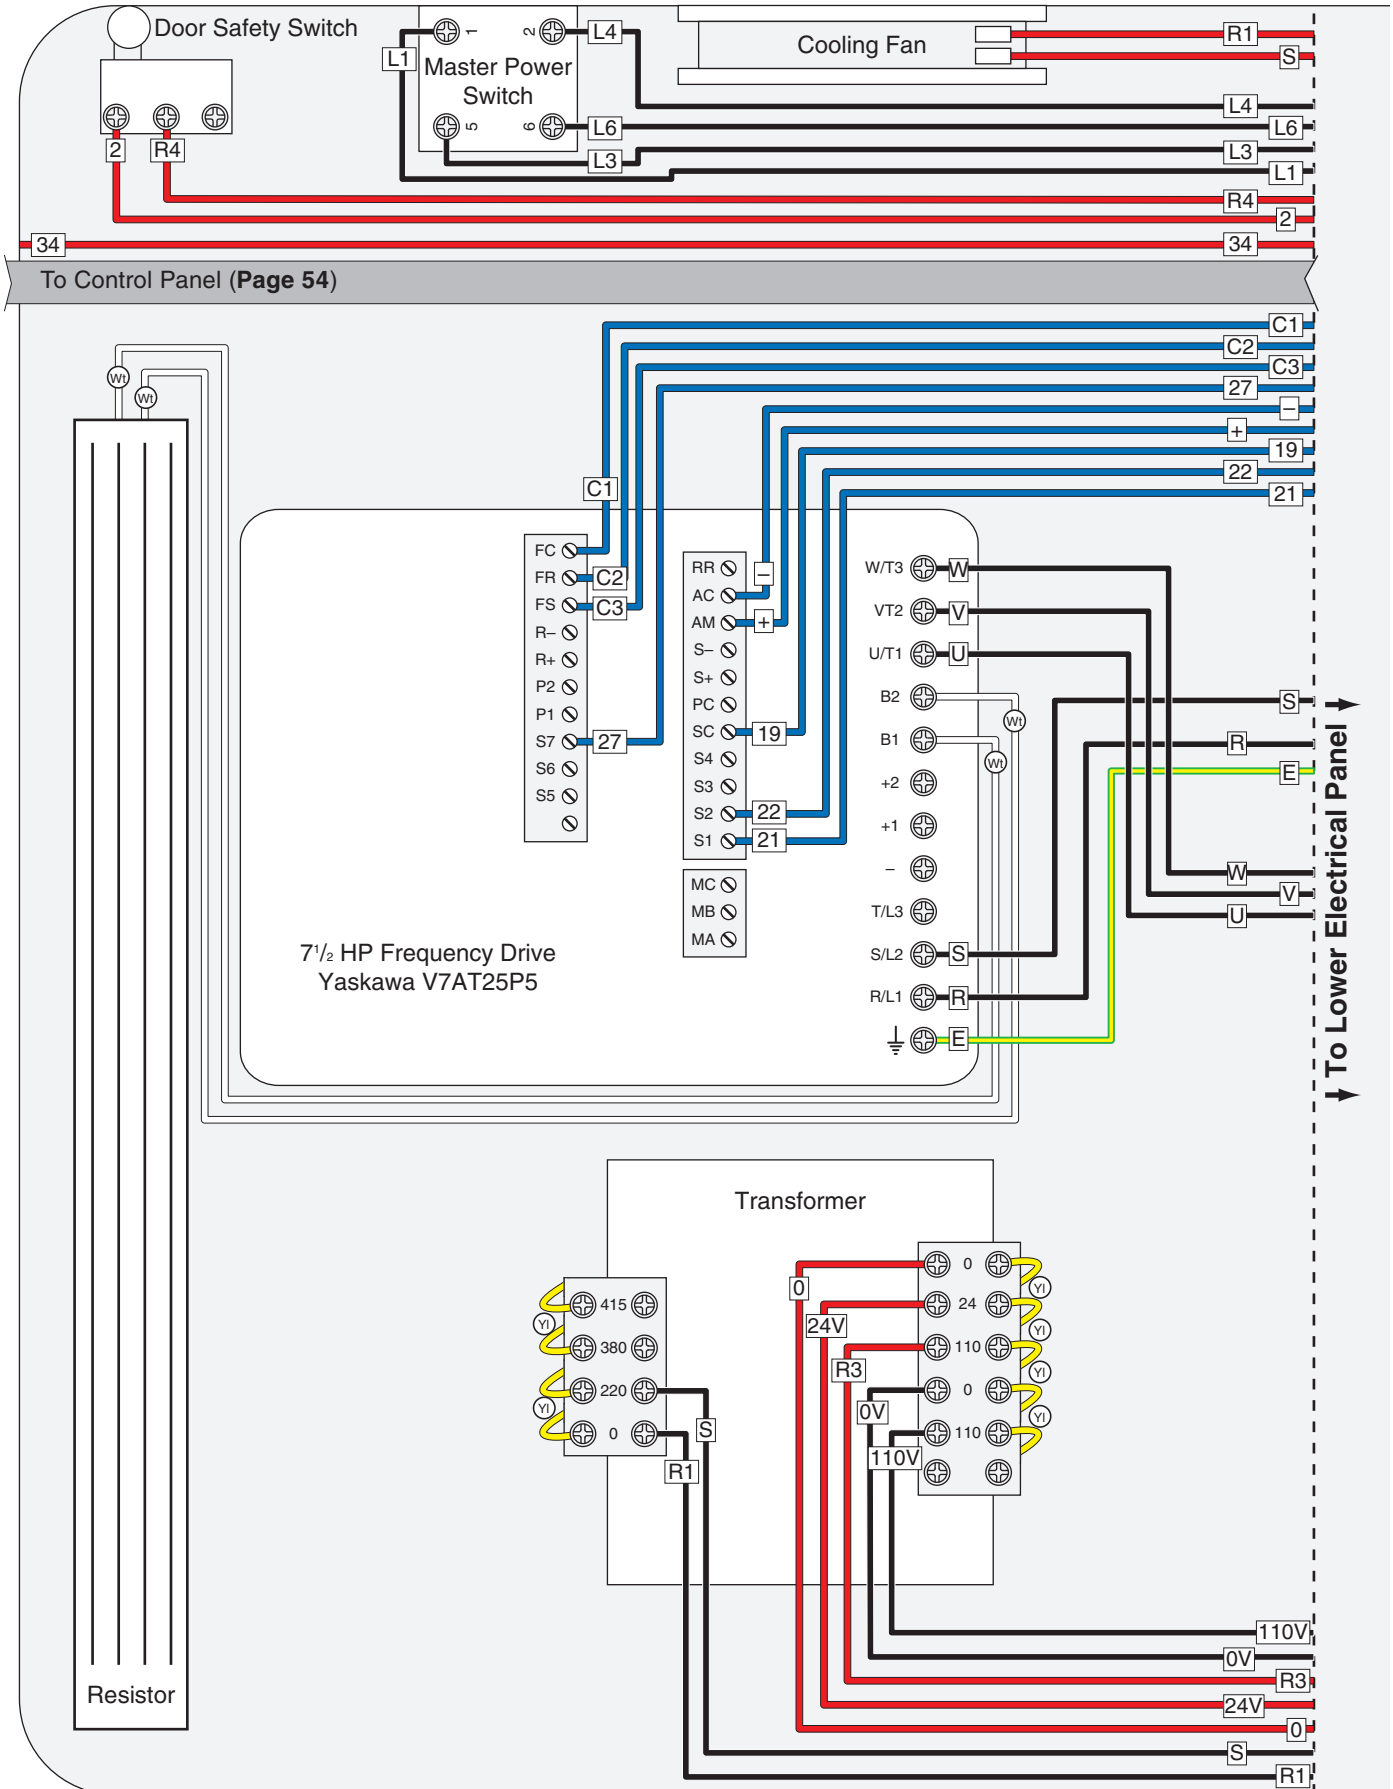 Door Safety Switch
2
R4
1
2
5
6
L1
Master Power
Switch
L4
L6
L3
Cooling Fan
R1
S
L4
L6
L3
L1
R4
2
34
34
To Control Panel (Page 54)
C1
C2
C3
27
–
+
19
22
21
Wt
Wt
C1
FC
FR
C2
FS
C3
R–
R+
P2
P1
S7
27
S6
S5
RR
–
AC
AM
+
S–
S+
PC
SC
19
S4
S3
S2
22
S1
21
MC
MB
MA
W/T3
W
VT2
V
U/T1
U
B2
Wt
B1
Wt
+2
+1
–
T/L3
S/L2
S
R/L1
R
E
7 1/2 HP Frequency Drive
Yaskawa V7AT25P5
S
R
E
W
V
U
To Lower Electrical Panel
Transformer
415
380
220
0
Yl
Yl
S
R1
0
24
110
0
110
Yl
Yl
Yl
Yl
0
24V
R3
0V
110V
Resistor
110V
0V
R3
24V
0
S
R1